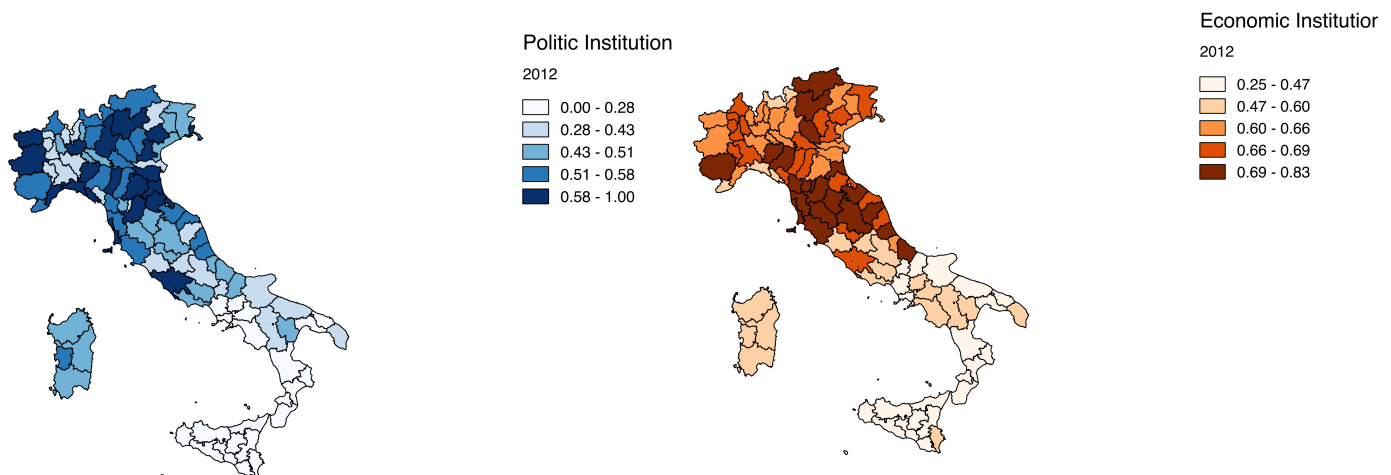 Politic Institution
2012
0.00 - 0.28
0.28 - 0.43
0.43 - 0.51
0.51 - 0.58
0.58 - 1.00
Economic Institution
2012
0.25 - 0.47
0.47 - 0.60
0.60 - 0.66
0.66 - 0.69
0.69 - 0.83